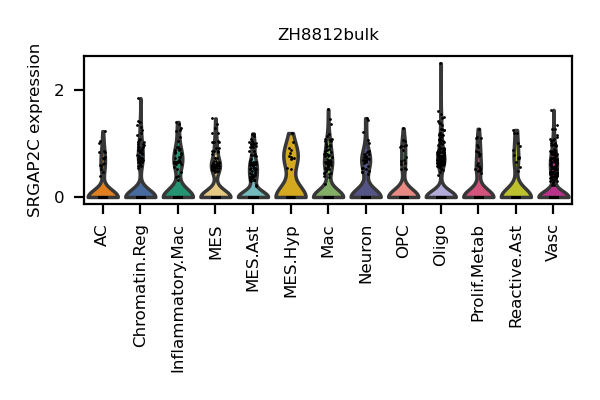 ZH8812bulk
SRGAP2C expression
2
0
AC
Chromatin.Reg
Inflammatory.Mac
MES
MES.Ast
MES.Hyp
Mac
Neuron
OPC
Oligo
Prolif.Metab
Reactive.Ast
Vasc